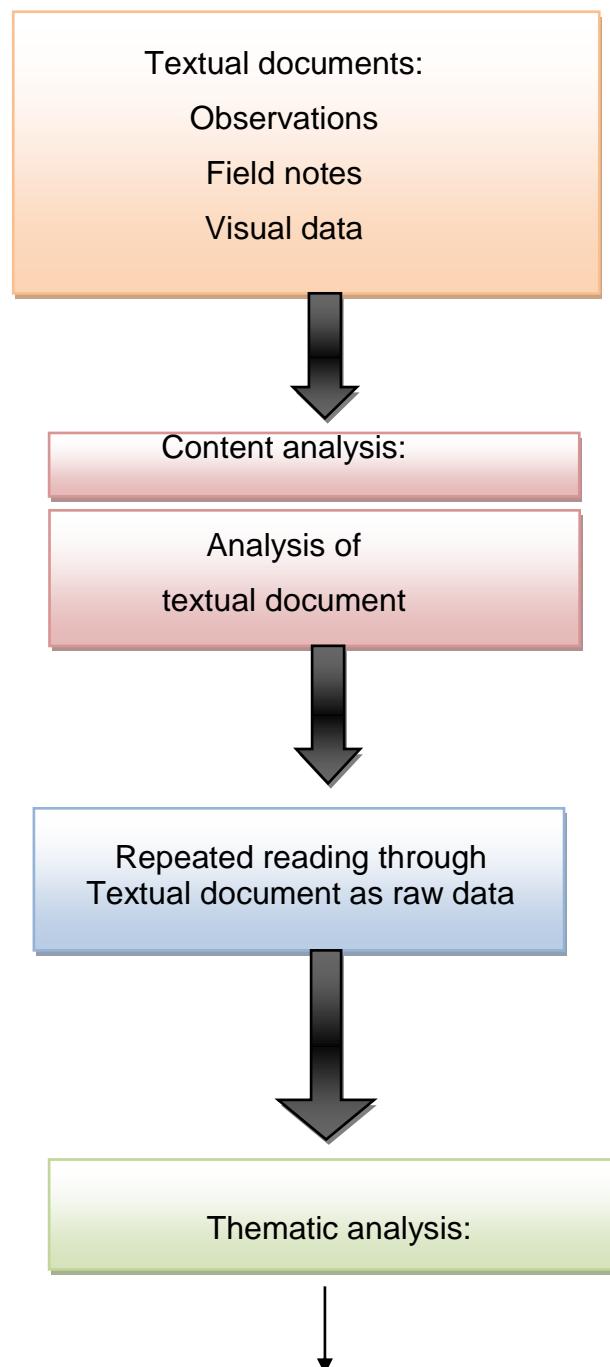 Textual documents:
Observations
Field notes
Visual data
Content analysis:
Analysis of
textual document
Repeated reading through
Textual document as raw data
Thematic analysis: